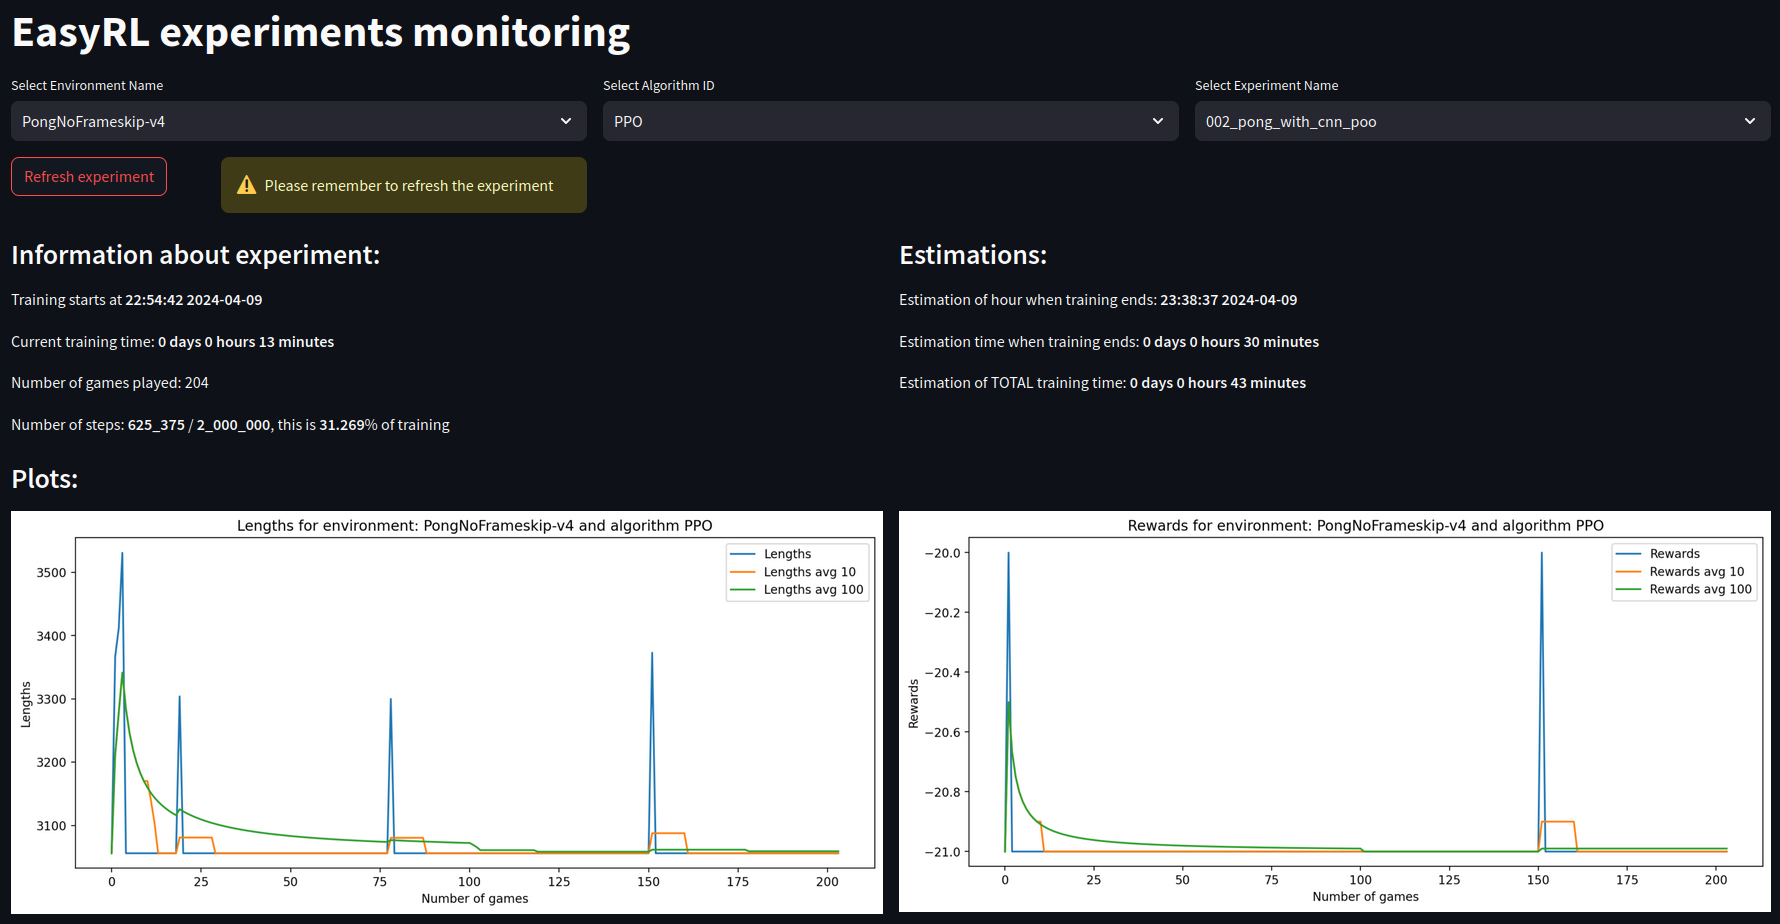 EasyRL experiments monitoring
Select Environment Name
Select Algorithm ID
Select Experiment Name
PongNoFrameskip-v4
PPO
002_pong_with_cnn_poo
Refresh experiment
Please remember to refresh the experiment
Information about experiment:
Training starts at 22:54:42 2024-04-09
Current training time: 0 days 0 hours 13 minutes
Number of games played: 204
Number of steps: 625_375 / 2_000_000, this is 31.269% of training
Estimations:
Estimation of hour when training ends: 23:38:37 2024-04-09
Estimation time when training ends: 0 days 0 hours 30 minutes
Estimation of TOTAL training time: 0 days 0 hours 43 minutes
Plots:
Lengths for environment: PongNoFrameskip-v4 and algorithm PPO
Lengths
Lengths avg 10
Lengths avg 100
3500
3400
3300
3200
3100
Lengths
0 25 50 75 100 125 150 175 200
Number of games
Rewards for environment: PongNoFrameskip-v4 and algorithm PPO
Rewards
Rewards avg 10
Rewards avg 100
−20.0
−20.2
−20.4
−20.6
−20.8
−21.0
Rewards
0 25 50 75 100 125 150 175 200
Number of games